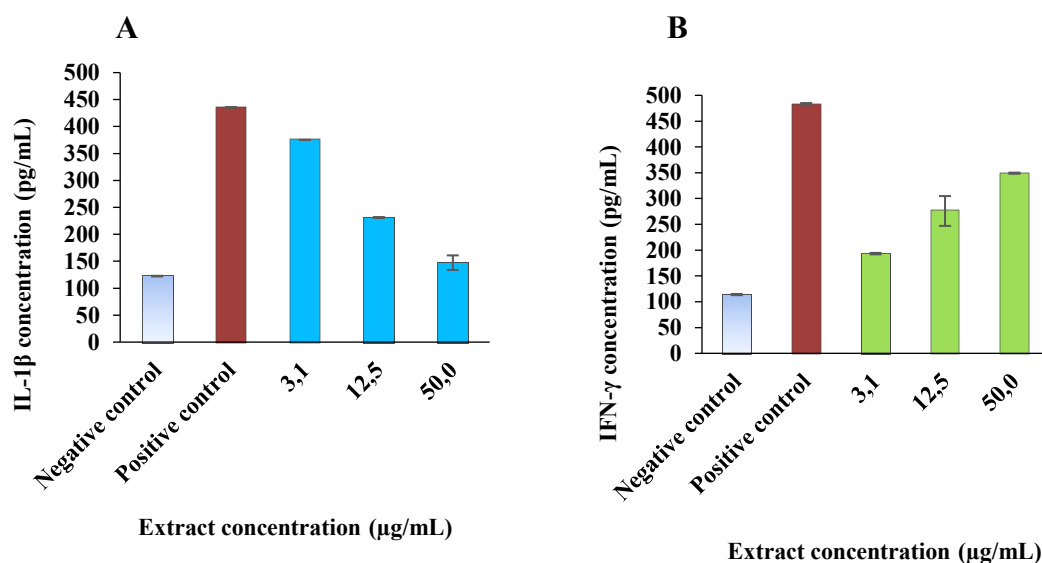 A
IL-1β concentration (pg/mL)
500
450
400
350
300
250
200
150
100
50
0
Negative control
Positive control
3,1
12,5
50,0
Extract concentration (µg/mL)
B
IFN-γ concentration (pg/mL)
500
450
400
350
300
250
200
150
100
50
0
Negative control
Positive control
3,1
12,5
50,0
Extract concentration (µg/mL)